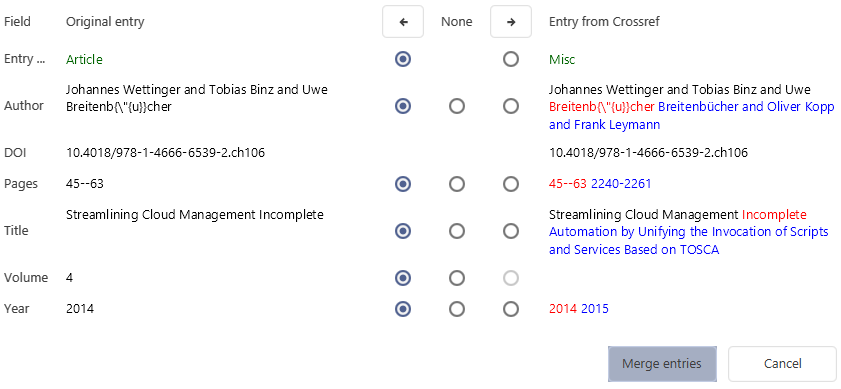 Field Original entry ← None → Entry from Crossref
Entry ... Article Misc
Author Johannes Wettinger and Tobias Binz and Uwe Johannes Wettinger and Tobias Binz and Uwe
Breitenb{\"{u}}cher Breitenb{\"{u}}cher Breitenbücher and Oliver Kopp
and Frank Leymann
DOI 10.4018/978-1-4666-6539-2.ch106 10.4018/978-1-4666-6539-2.ch106
Pages 45--63 45--63 2240-2261
Title Streamlining Cloud Management Incomplete Streamlining Cloud Management Incomplete
Automation by Unifying the Invocation of Scripts
and Services Based on TOSCA
Volume 4
Year 2014 2014 2015
Merge entries Cancel